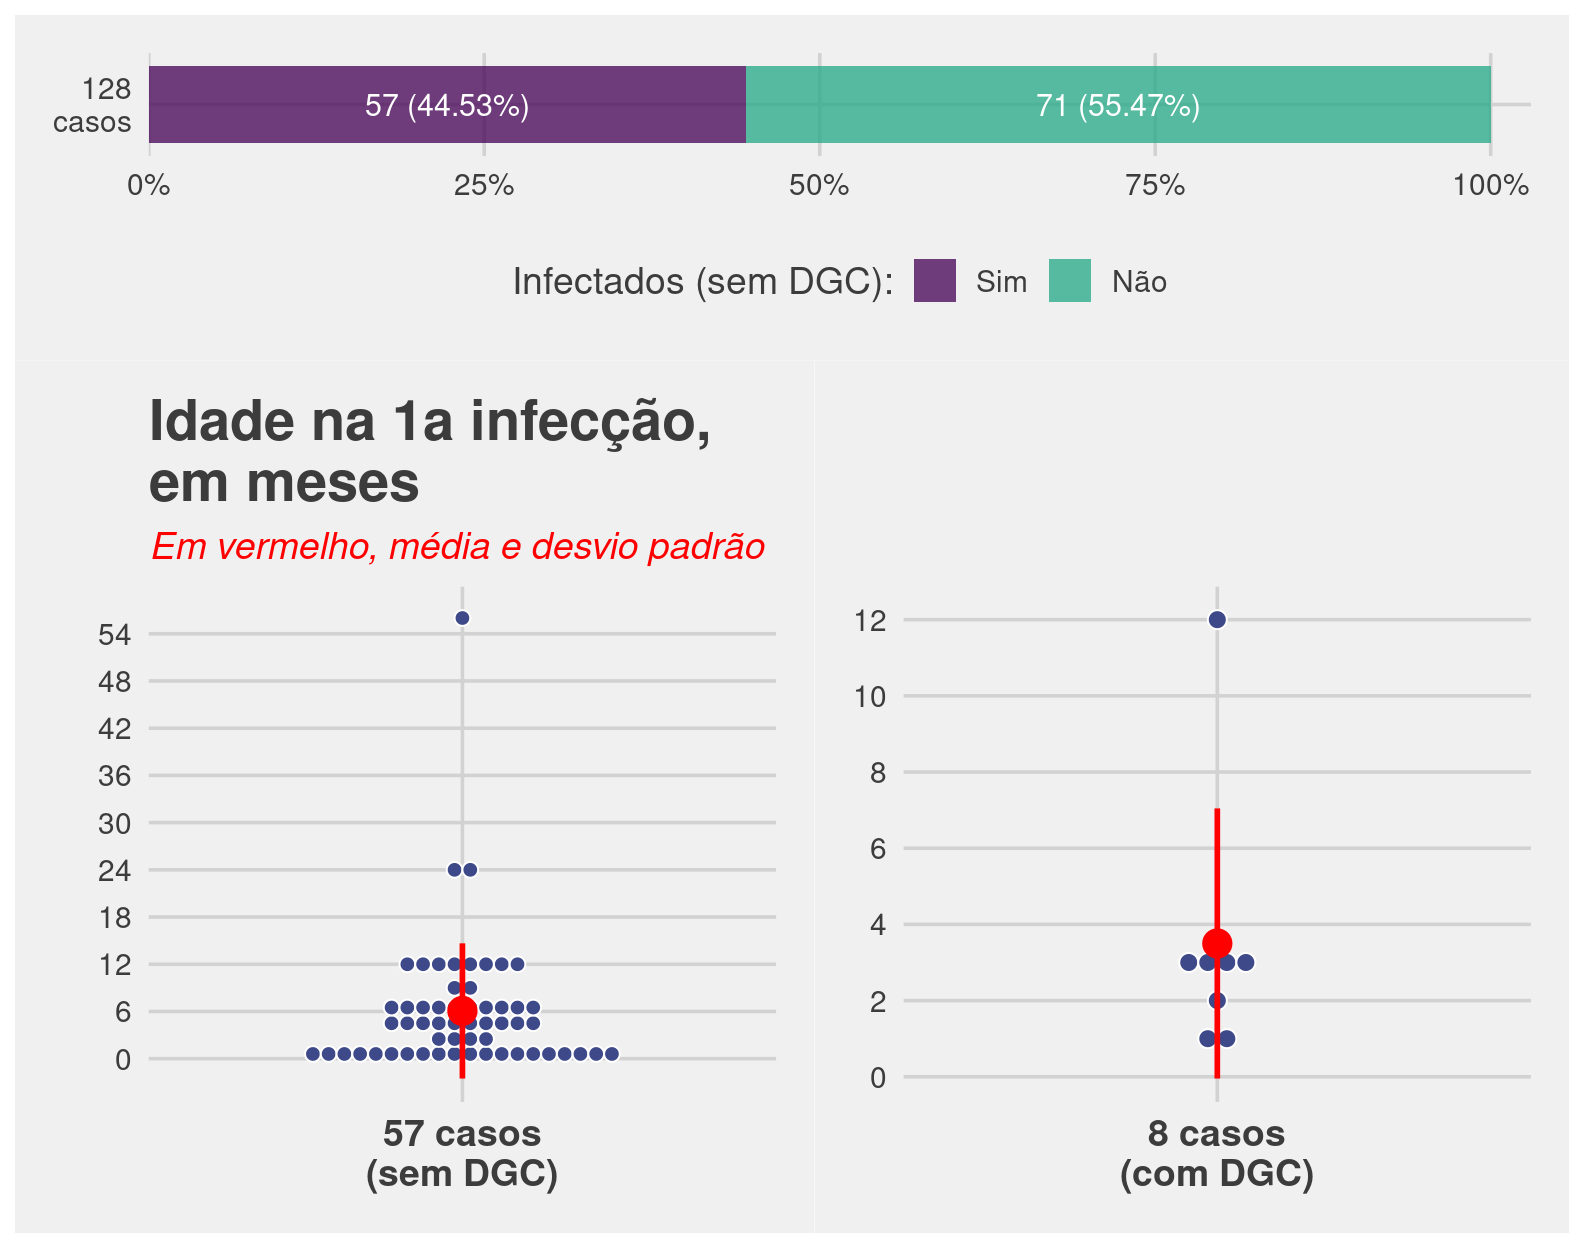 128
casos
57 (44.53%)
71 (55.47%)
0%
25%
50%
75%
100%
Infectados (sem DGC):
Sim
Não
Idade na 1a infecção,
em meses
Em vermelho, média e desvio padrão
54
48
42
36
30
24
18
12
6
0
57 casos
(sem DGC)
12
10
8
6
4
2
0
8 casos
(com DGC)